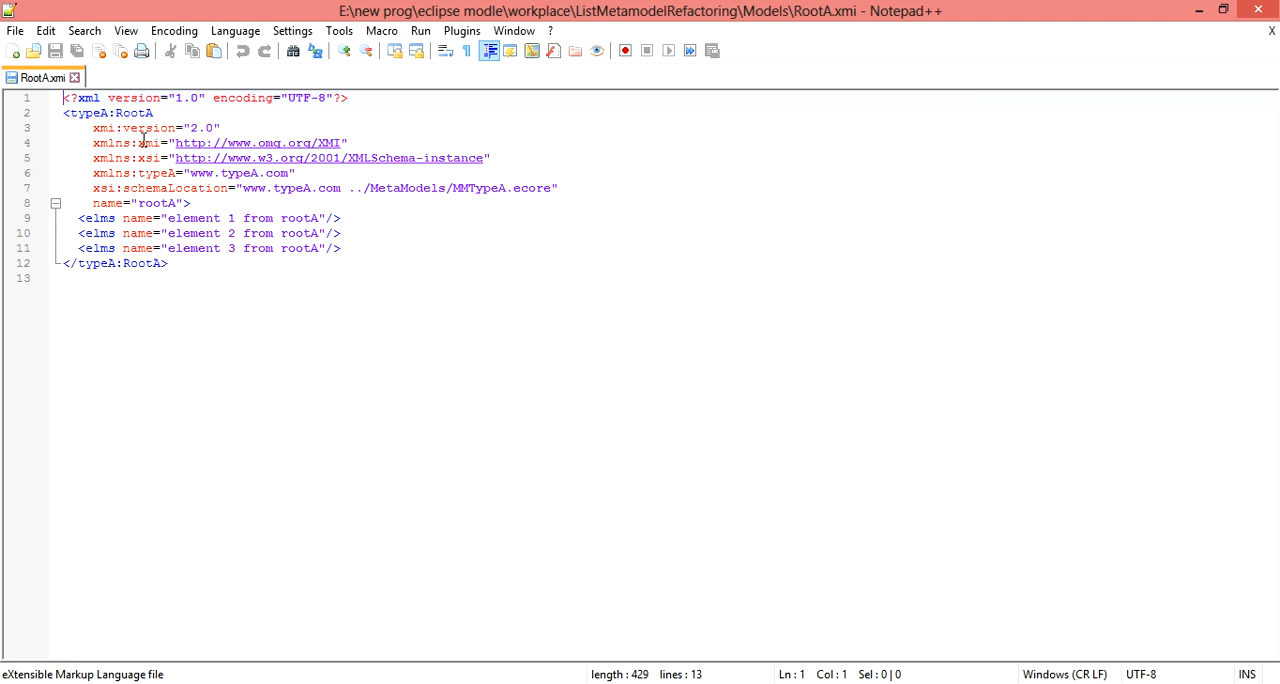 E:\new prog\eclipse modle\workplace\ListMetamodelRefactoring\Models\RootA.xmi - Notepad++
File Edit Search View Encoding Language Settings Tools Macro Run Plugins Window ? X
RootA.xmi
1 <?xml version="1.0" encoding="UTF-8"?>
2 <typeA:RootA
3 xmi:version="2.0"
4 xmlns:xmi="http://www.omg.org/XMI"
5 xmlns:xsi="http://www.w3.org/2001/XMLSchema-instance"
6 xmlns:typeA="www.typeA.com"
7 xsi:schemaLocation="www.typeA.com ../MetaModels/MMTypeA.ecore"
8 name="rootA">
9 <elms name="element 1 from rootA"/>
10 <elms name="element 2 from rootA"/>
11 <elms name="element 3 from rootA"/>
12 </typeA:RootA>
13
eXtensible Markup Language file length : 429 lines : 13 Ln : 1 Col : 1 Sel : 0 | 0 Windows (CR LF) UTF-8 INS